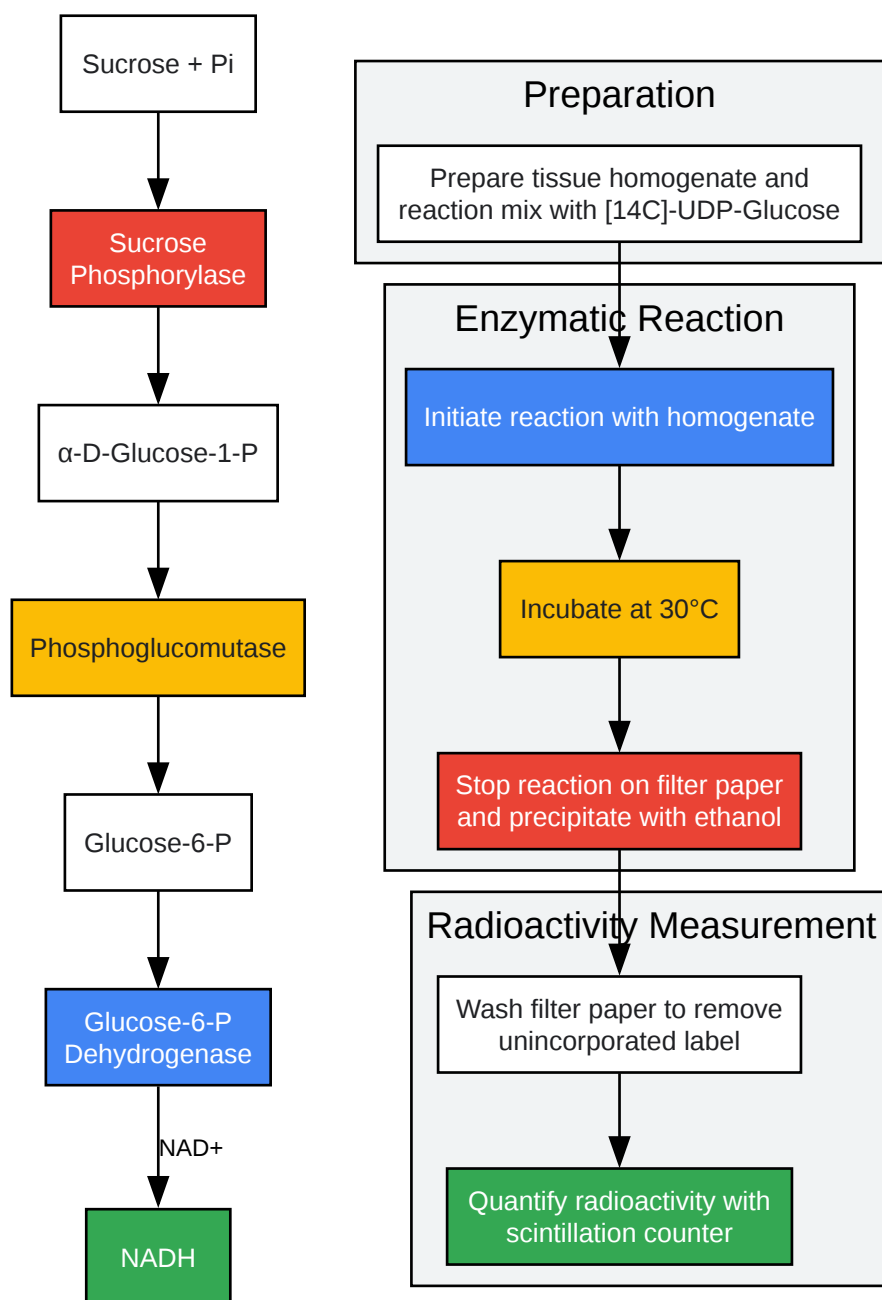 Sucrose + Pi
Sucrose
Phosphorylase
α-D-Glucose-1-P
Phosphoglucomutase
Glucose-6-P
Glucose-6-P
Dehydrogenase
NAD+
NADH
Preparation
Prepare tissue homogenate and
reaction mix with [14C]-UDP-Glucose
Enzymatic Reaction
Initiate reaction with homogenate
Incubate at 30°C
Stop reaction on filter paper
and precipitate with ethanol
Radioactivity Measurement
Wash filter paper to remove
unincorporated label
Quantify radioactivity with
scintillation counter